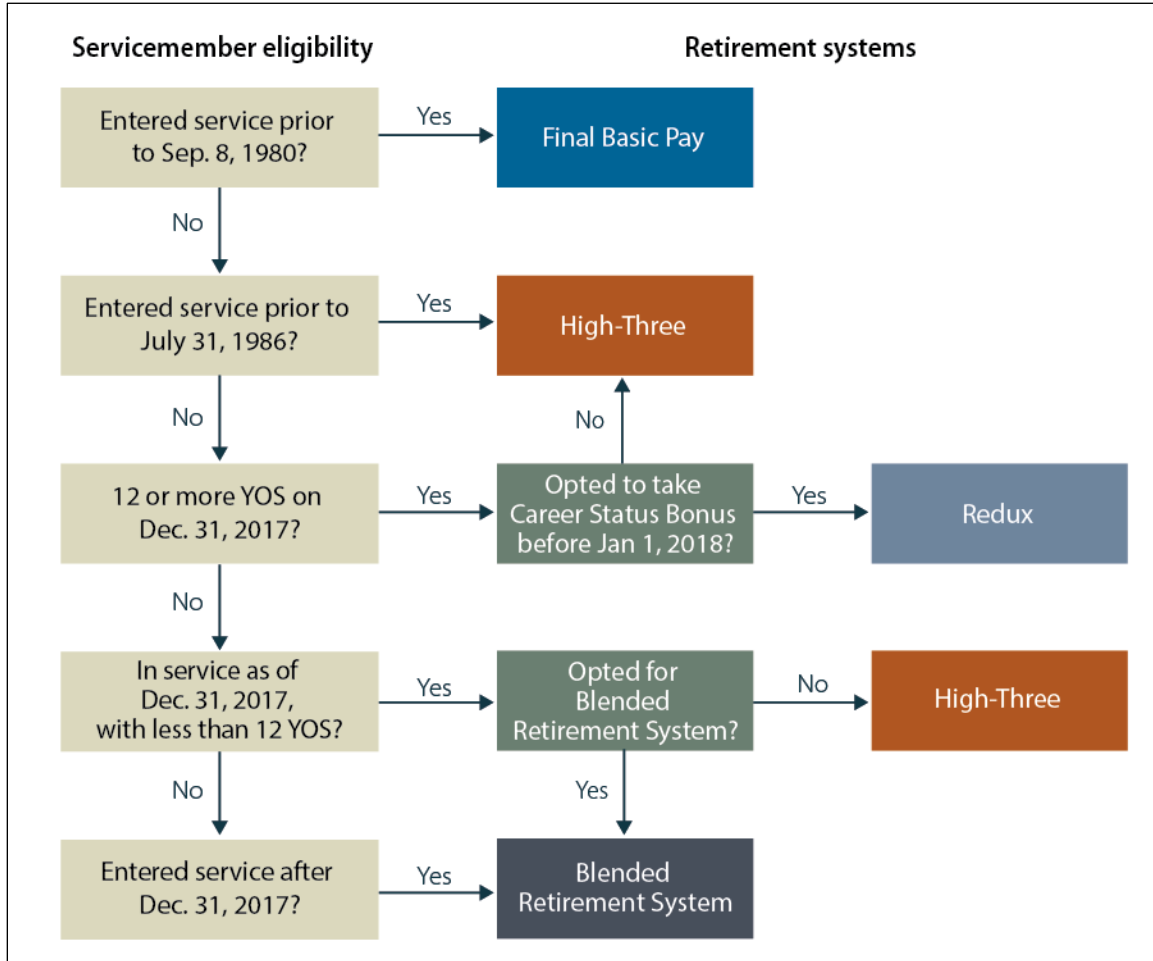 Servicemember eligibility
Retirement systems
Entered service prior
to Sep. 8, 1980?
Yes
Final Basic Pay
No
Entered service prior to
July 31, 1986?
Yes
High-Three
No
No
12 or more YOS on
Dec. 31, 2017?
Yes
Opted to take
Career Status Bonus
before Jan 1, 2018?
Yes
Redux
No
In service as of
Dec. 31, 2017,
with less than 12 YOS?
Yes
Opted for
Blended
Retirement System?
No
High-Three
No
Yes
Entered service after
Dec. 31, 2017?
Yes
Blended
Retirement System